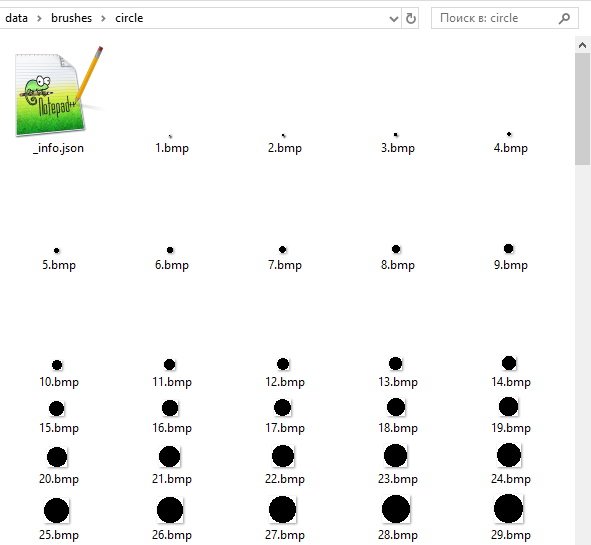 data > brushes > circle
Поиск в: circle
Notepad++
_info.json 1.bmp 2.bmp 3.bmp 4.bmp
5.bmp 6.bmp 7.bmp 8.bmp 9.bmp
10.bmp 11.bmp 12.bmp 13.bmp 14.bmp
15.bmp 16.bmp 17.bmp 18.bmp 19.bmp
20.bmp 21.bmp 22.bmp 23.bmp 24.bmp
25.bmp 26.bmp 27.bmp 28.bmp 29.bmp